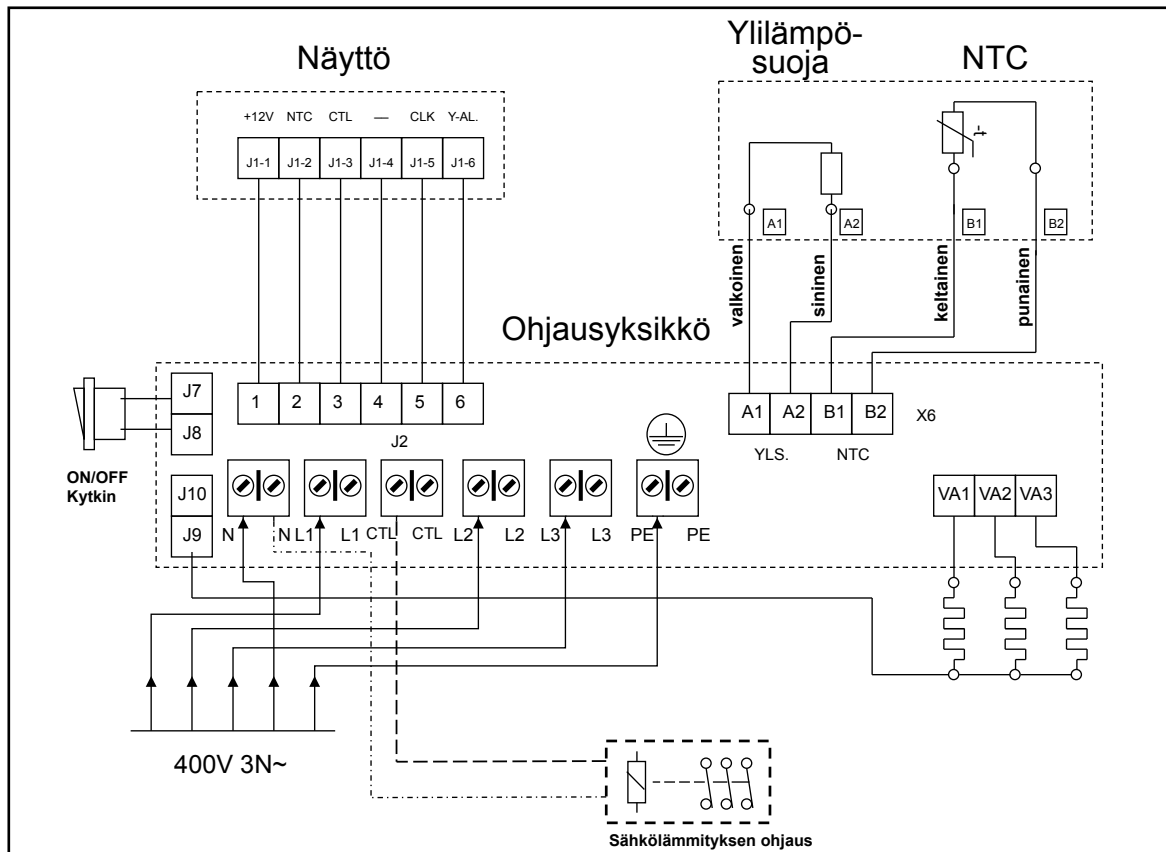 Näyttö
Ylilämpö-
suoja
NTC
+12V NTC CTL — CLK Y-AL.
J1-1 J1-2 J1-3 J1-4 J1-5 J1-6
-t
A1 A2 B1 B2
valkoinen
sininen
keltainen
punainen
Ohjausyksikkö
J7
J8
1 2 3 4 5 6
J2
A1 A2 B1 B2
X6
YLS. NTC
ON/OFF
Kytkin
J10
J9
VA1 VA2 VA3
N N L1 L1 CTL CTL L2 L2 L3 L3 PE PE
400V 3N~
Sähkölämmityksen ohjaus